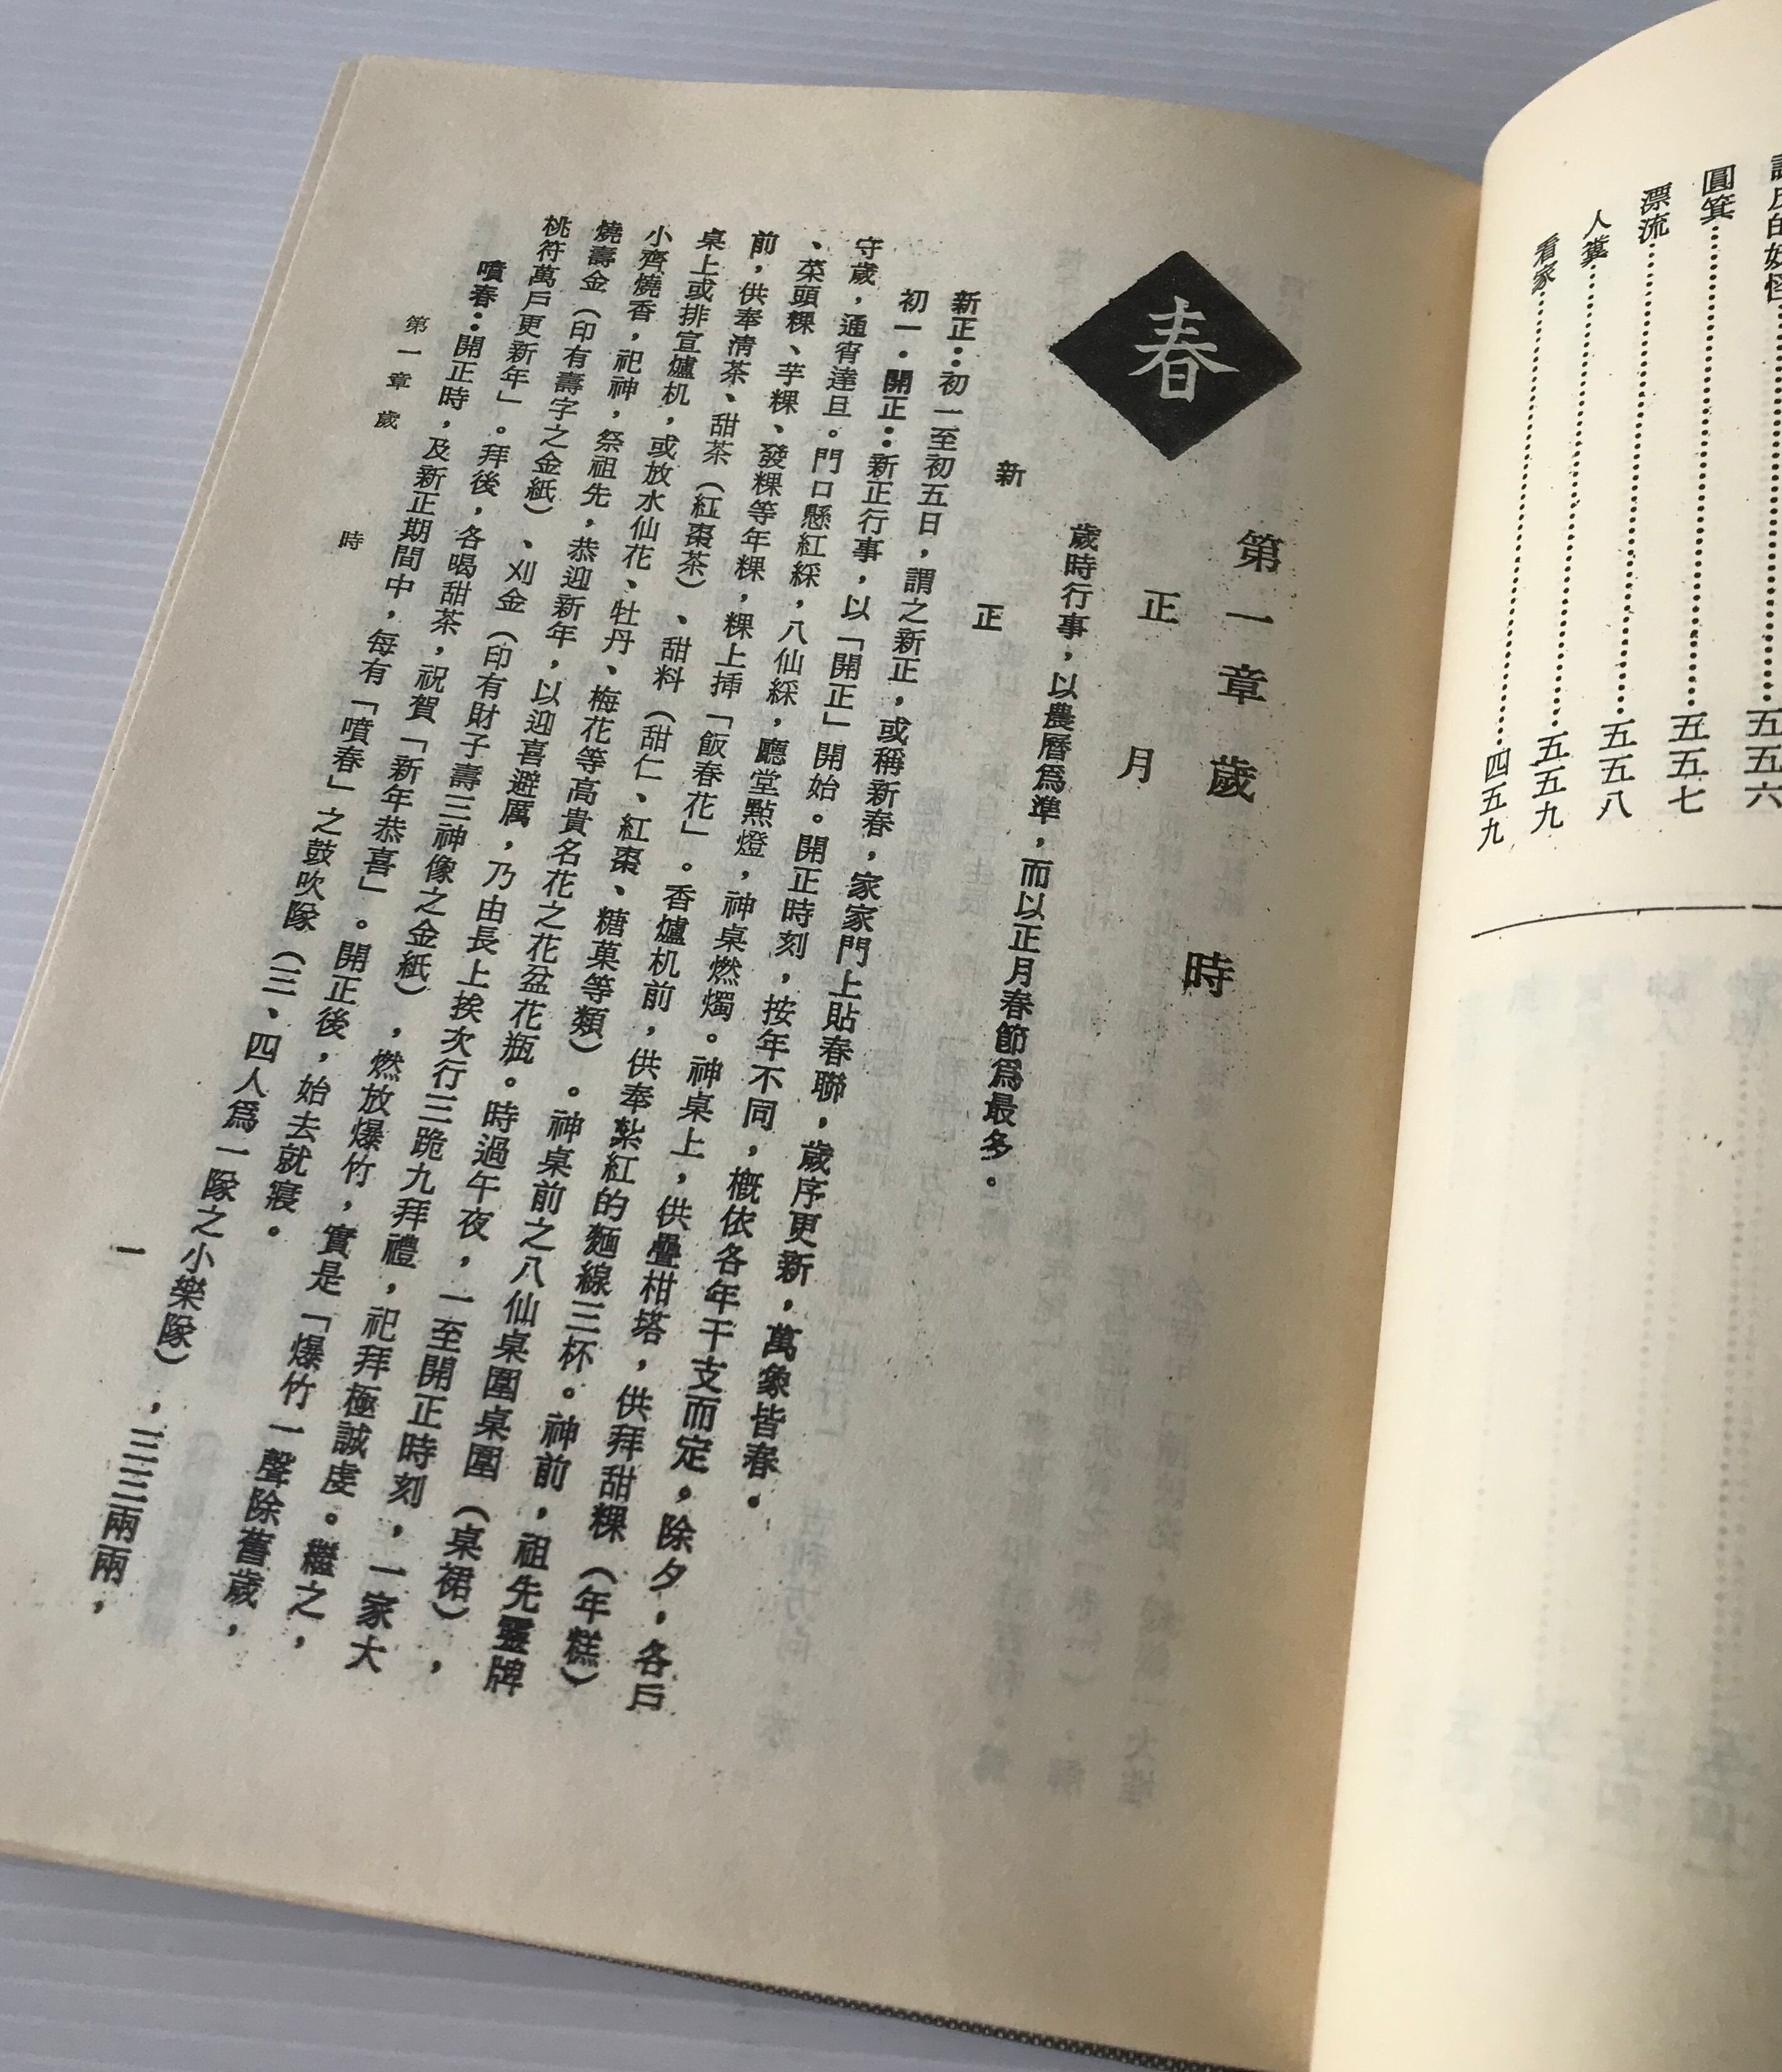 的妖怪……五五六
圓箕……五五七
漂流……五五八
人糞……五五九
看家……四五九
春
第一章 歲時
正月
歲時行事，以農曆爲準，而以正月春節爲最多。
新正
新正：初一至初五日，謂之新正，或稱新春，家家門上貼春聯，歲序更新，萬象皆春。
初一．開正：新正行事，以「開正」開始。開正時刻，按年不同，概依各年干支而定，除夕，各戶
守歲，通宵達旦。門口懸紅綵，八仙綵，廳堂點燈，神桌燃燭。神桌上，供疊柑塔，供拜甜粿（年糕）
、菜頭粿、芋粿、發粿等年粿，粿上揷「飯春花」。香爐机前，供奉紮紅的麵線三杯。神前，祖先靈牌
前，供奉淸茶、甜茶（紅棗茶）、甜料（甜仁、紅棗、糖菓等類）。神桌前之八仙桌圍桌圍（桌裙），
桌上或排宣爐机，或放水仙花、牡丹、梅花等高貴名花之花盆花瓶。時過午夜，一至開正時刻，一家大
小齊燒香，祀神，祭祖先，恭迎新年，以迎喜避厲，乃由長上挨次行三跪九拜禮，祀拜極誠虔。繼之，
燒壽金（印有壽字之金紙）、刈金（印有財子壽三神像之金紙），燃放爆竹，實是「爆竹一聲除舊歲，
桃符萬戶更新年」。拜後，各喝甜茶，祝賀「新年恭喜」。開正後，始去就寢。
噴春：開正時，及新正期間中，每有「噴春」之鼓吹隊（三、四人爲一隊之小樂隊），三三兩兩，
第一章 歲時
一